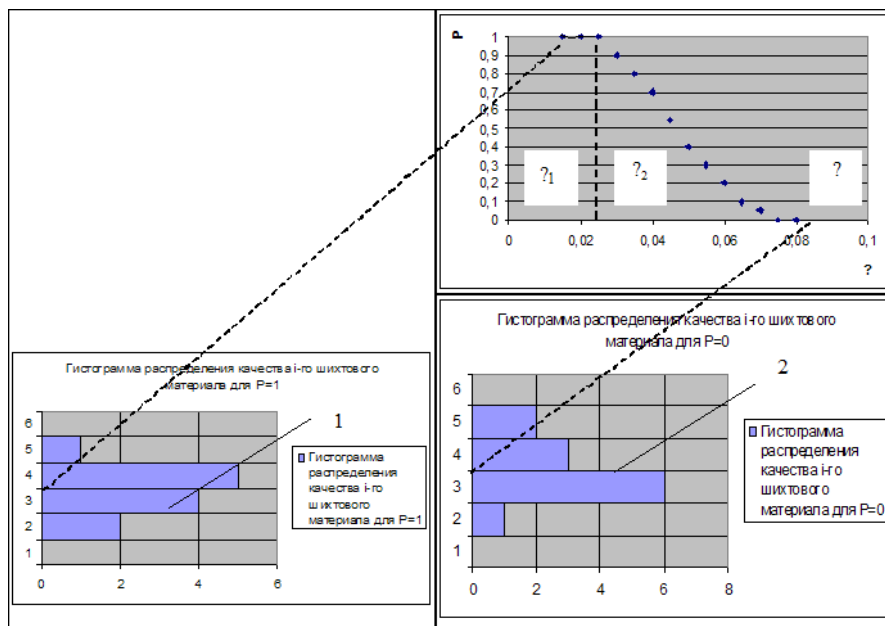 P
1
0,9
0,8
0,7
0,6
0,5
0,4
0,3
0,2
0,1
0
?₁
?₂
?
0
0,02
0,04
0,06
0,08
0,1
?
Гистограмма распределения качества i-го шихтового
материала для P=1
6
5
4
3
2
1
0
2
4
6
1
Гистограмма
распределения
качества i-го
шихтового
материала для P=1
Гистограмма распределения качества i-го шихтового
материала для P=0
6
5
4
3
2
1
0
2
4
6
8
2
Гистограмма
распределения
качества i-го
шихтового
материала для P=0